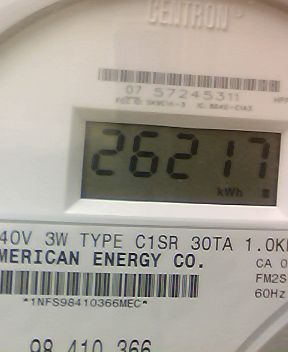 CENTRON®
07 57245311
26217
kWh
40V 3W TYPE C1SR 30TA 1.0K
MERICAN ENERGY CO.
CA 0
FM2S
60Hz
*1NFS98410366MEC*
98 410 366